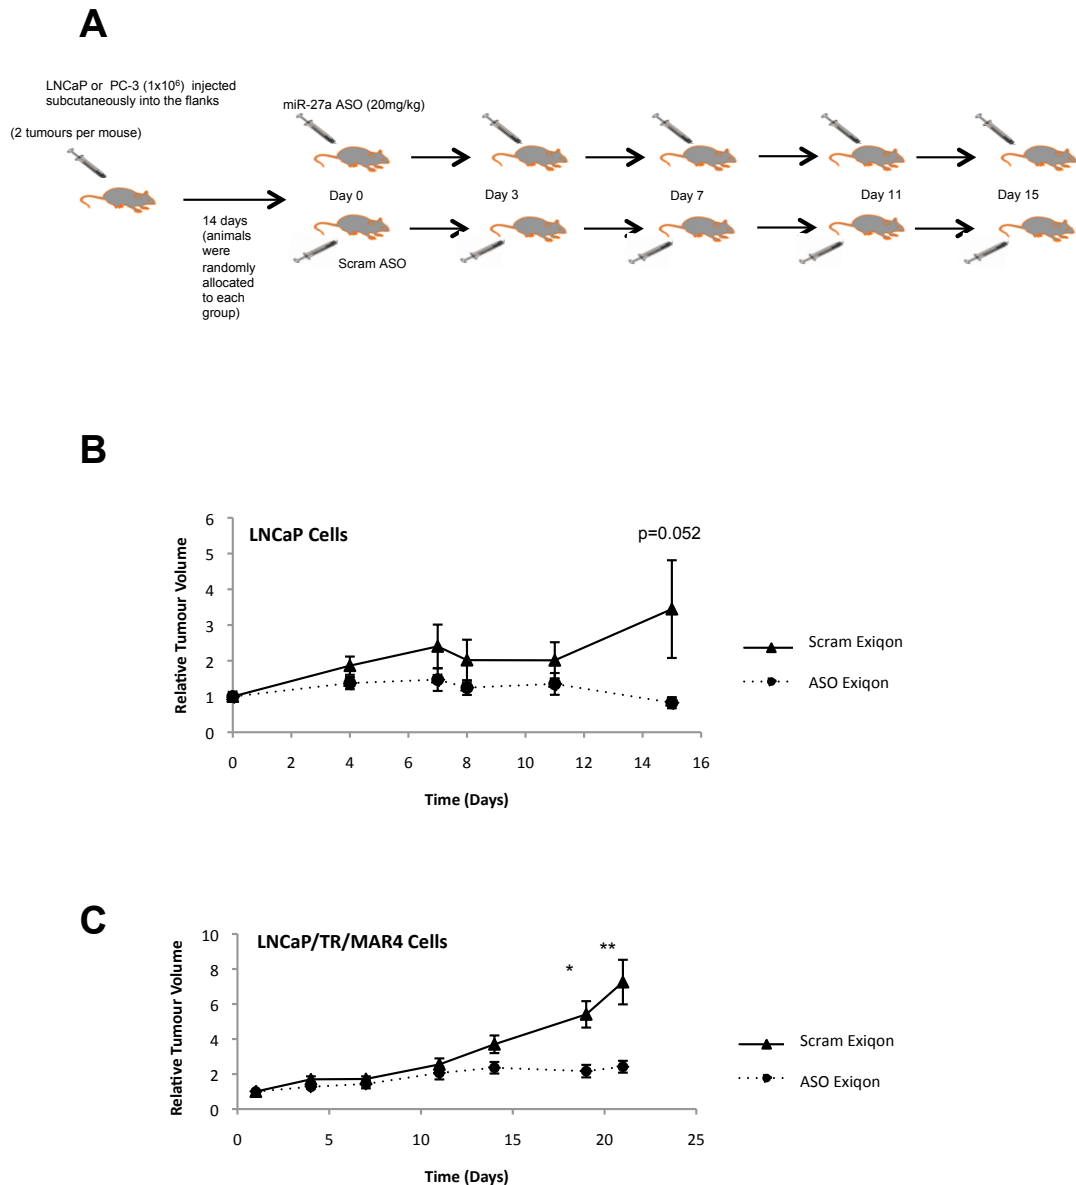 A
LNCaP or PC-3 (1x10⁶) injected
subcutaneously into the flanks
(2 tumours per mouse)
miR-27a ASO (20mg/kg)
Day 0
Day 3
Day 7
Day 11
Day 15
14 days
(animals
were
randomly
allocated
to each
group)
Scram ASO
B
LNCaP Cells
p=0.052
Relative Tumour Volume
6
5
4
3
2
1
0
0 2 4 6 8 10 12 14 16
Time (Days)
Scram Exiqon
ASO Exiqon
C
LNCaP/TR/MAR4 Cells
* **
Relative Tumour Volume
10
8
6
4
2
0
0 5 10 15 20 25
Time (Days)
Scram Exiqon
ASO Exiqon